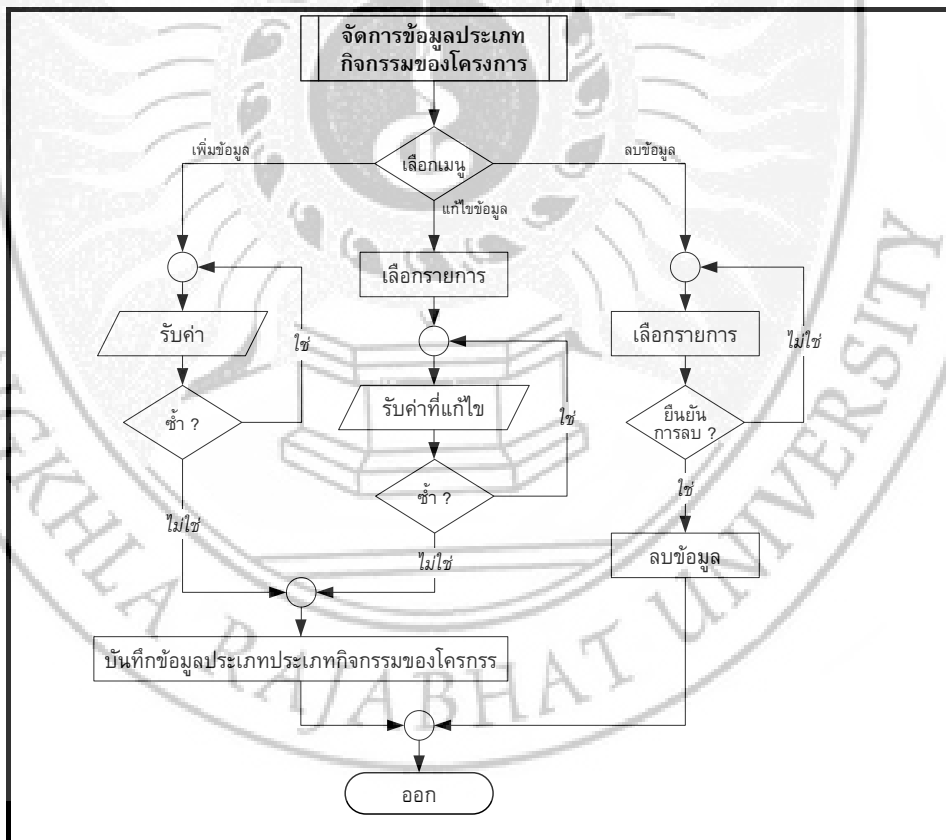 จัดการข้อมูลประเภท
กิจกรรมของโครงการ
เพิ่มข้อมูล
เลือกเมนู
ลบข้อมูล
แก้ไขข้อมูล
เลือกรายการ
รับค่า
ใช่
เลือกรายการ
ไม่ใช่
รับค่าที่แก้ไข
ซ้ำ ?
ใช่
ยืนยัน
การลบ ?
ซ้ำ ?
ใช่
ไม่ใช่
ไม่ใช่
ลบข้อมูล
บันทึกข้อมูลประเภทประเภทกิจกรรมของโครกรร
ออก
NGKHLA RAJABHAT UNIVERSITY